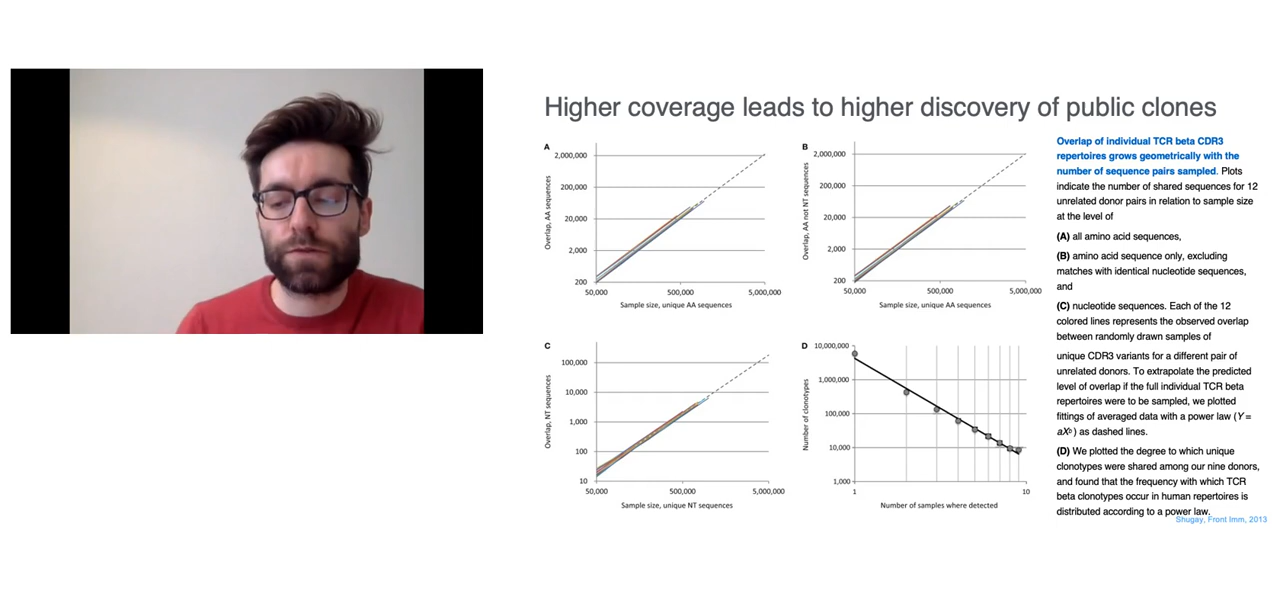 Higher coverage leads to higher discovery of public clones
A
2,000,000
200,000
20,000
2,000
200
Overlap, AA sequences
50,000 500,000 5,000,000
Sample size, unique AA sequences
B
2,000,000
200,000
20,000
2,000
200
Overlap, AA not NT sequences
50,000 500,000 5,000,000
Sample size, unique AA sequences
C
100,000
10,000
1,000
100
10
Overlap, NT sequences
50,000 500,000 5,000,000
Sample size, unique NT sequences
D
10,000,000
1,000,000
100,000
10,000
1,000
Number of clonotypes
1 10
Number of samples where detected
Overlap of individual TCR beta CDR3
repertoires grows geometrically with the
number of sequence pairs sampled. Plots
indicate the number of shared sequences for 12
unrelated donor pairs in relation to sample size
at the level of
(A) all amino acid sequences,
(B) amino acid sequence only, excluding
matches with identical nucleotide sequences,
and
(C) nucleotide sequences. Each of the 12
colored lines represents the observed overlap
between randomly drawn samples of
unique CDR3 variants for a different pair of
unrelated donors. To extrapolate the predicted
level of overlap if the full individual TCR beta
repertoires were to be sampled, we plotted
fittings of averaged data with a power law (Y =
aXᵇ) as dashed lines.
(D) We plotted the degree to which unique
clonotypes were shared among our nine donors,
and found that the frequency with which TCR
beta clonotypes occur in human repertoires is
distributed according to a power law.
Shugay, Front Imm, 2013